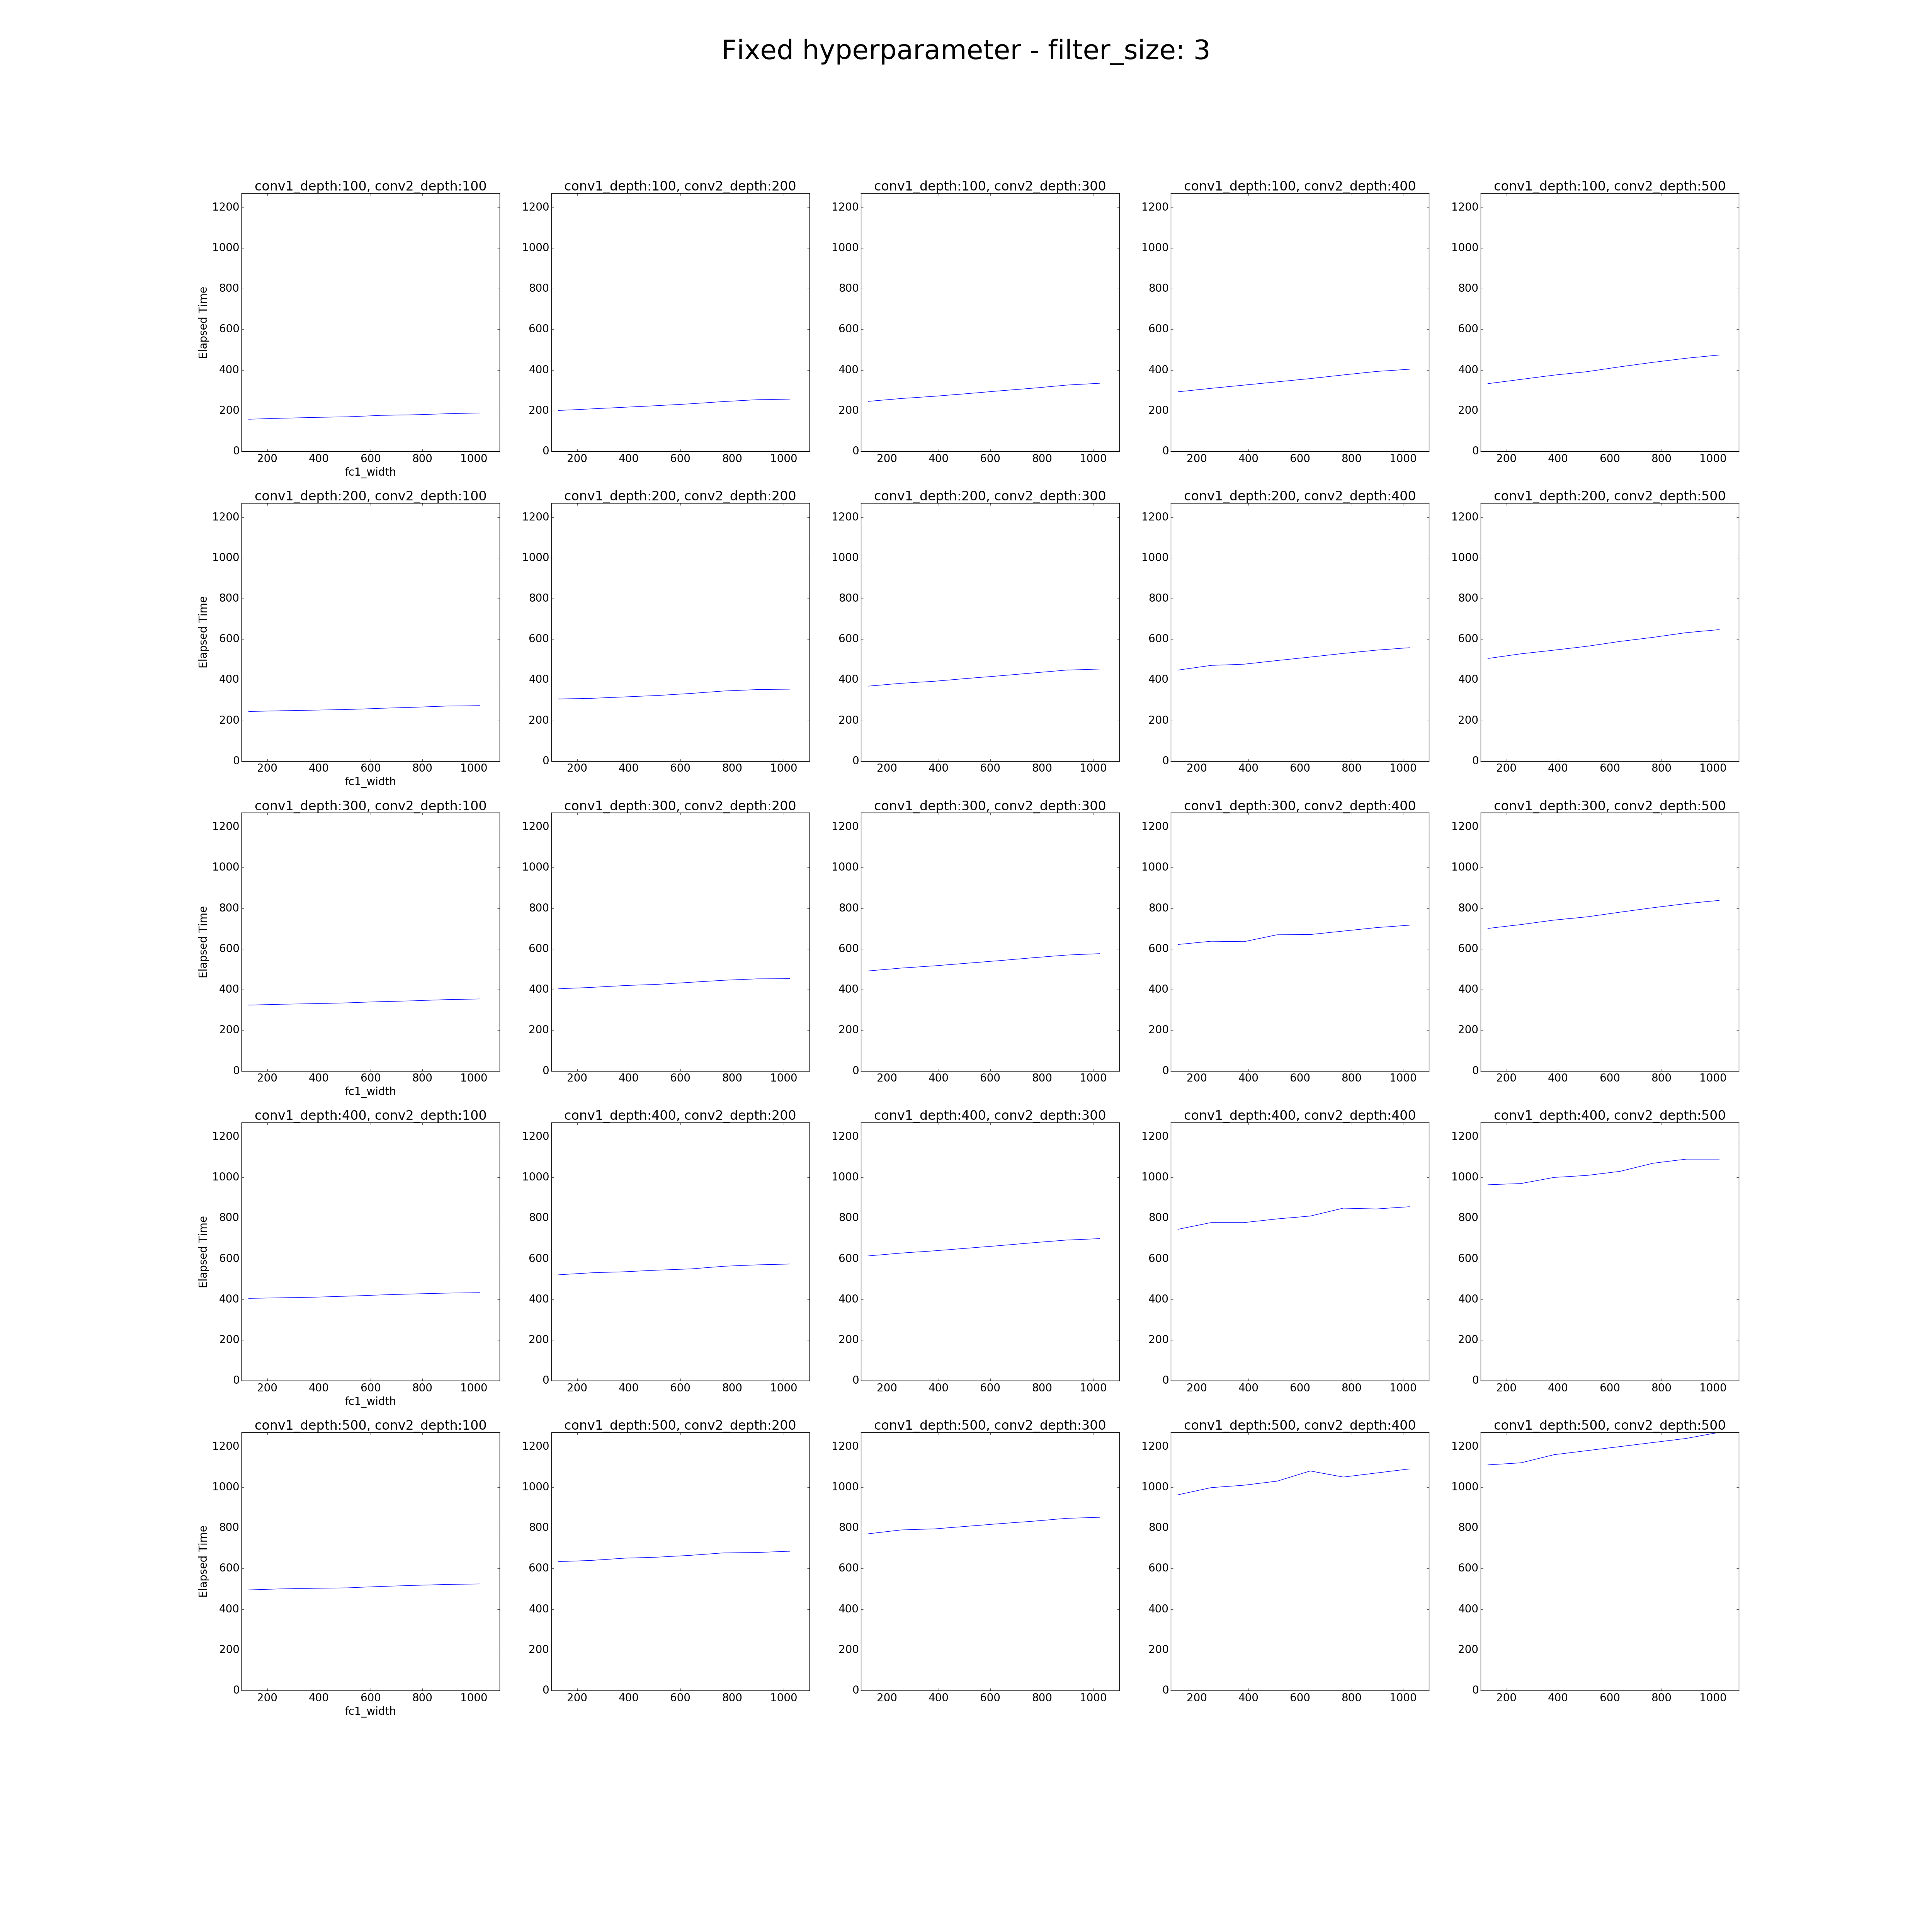 Fixed hyperparameter - filter_size: 3
conv1_depth:100, conv2_depth:100 conv1_depth:100, conv2_depth:200 conv1_depth:100, conv2_depth:300 conv1_depth:100, conv2_depth:400 conv1_depth:100, conv2_depth:500
1200 1200 1200 1200 1200
1000 1000 1000 1000 1000
800 800 800 800 800
Elapsed Time
600 600 600 600 600
400 400 400 400 400
200 200 200 200 200
0 0 0 0 0
200 400 600 800 1000 200 400 600 800 1000 200 400 600 800 1000 200 400 600 800 1000 200 400 600 800 1000
fc1_width
conv1_depth:200, conv2_depth:100 conv1_depth:200, conv2_depth:200 conv1_depth:200, conv2_depth:300 conv1_depth:200, conv2_depth:400 conv1_depth:200, conv2_depth:500
1200 1200 1200 1200 1200
1000 1000 1000 1000 1000
800 800 800 800 800
Elapsed Time
600 600 600 600 600
400 400 400 400 400
200 200 200 200 200
0 0 0 0 0
200 400 600 800 1000 200 400 600 800 1000 200 400 600 800 1000 200 400 600 800 1000 200 400 600 800 1000
fc1_width
conv1_depth:300, conv2_depth:100 conv1_depth:300, conv2_depth:200 conv1_depth:300, conv2_depth:300 conv1_depth:300, conv2_depth:400 conv1_depth:300, conv2_depth:500
1200 1200 1200 1200 1200
1000 1000 1000 1000 1000
800 800 800 800 800
Elapsed Time
600 600 600 600 600
400 400 400 400 400
200 200 200 200 200
0 0 0 0 0
200 400 600 800 1000 200 400 600 800 1000 200 400 600 800 1000 200 400 600 800 1000 200 400 600 800 1000
fc1_width
conv1_depth:400, conv2_depth:100 conv1_depth:400, conv2_depth:200 conv1_depth:400, conv2_depth:300 conv1_depth:400, conv2_depth:400 conv1_depth:400, conv2_depth:500
1200 1200 1200 1200 1200
1000 1000 1000 1000 1000
800 800 800 800 800
Elapsed Time
600 600 600 600 600
400 400 400 400 400
200 200 200 200 200
0 0 0 0 0
200 400 600 800 1000 200 400 600 800 1000 200 400 600 800 1000 200 400 600 800 1000 200 400 600 800 1000
fc1_width
conv1_depth:500, conv2_depth:100 conv1_depth:500, conv2_depth:200 conv1_depth:500, conv2_depth:300 conv1_depth:500, conv2_depth:400 conv1_depth:500, conv2_depth:500
1200 1200 1200 1200 1200
1000 1000 1000 1000 1000
800 800 800 800 800
Elapsed Time
600 600 600 600 600
400 400 400 400 400
200 200 200 200 200
0 0 0 0 0
200 400 600 800 1000 200 400 600 800 1000 200 400 600 800 1000 200 400 600 800 1000 200 400 600 800 1000
fc1_width